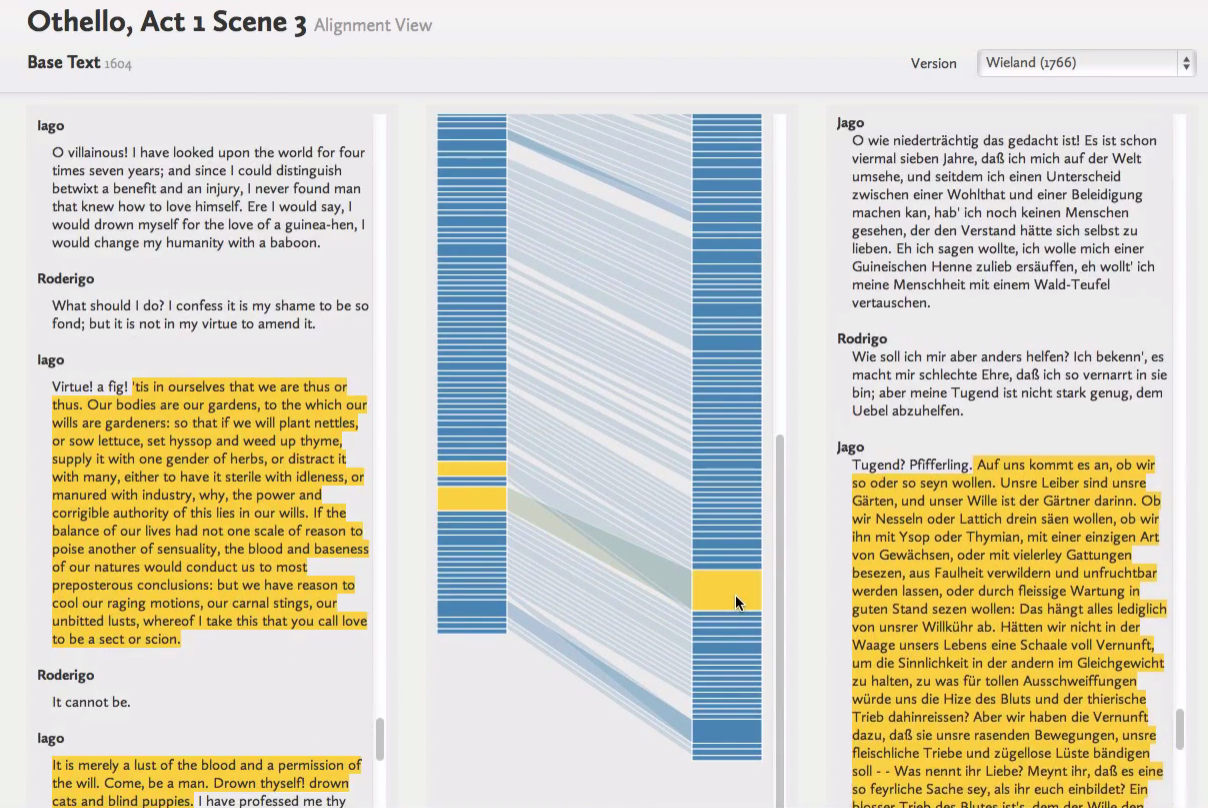 Othello, Act 1 Scene 3 Alignment View
Base Text 1604
Version Wieland (1766)
Iago
O villainous! I have looked upon the world for four
times seven years; and since I could distinguish
betwixt a benefit and an injury, I never found man
that knew how to love himself. Ere I would say, I
would drown myself for the love of a guinea-hen, I
would change my humanity with a baboon.
Roderigo
What should I do? I confess it is my shame to be so
fond; but it is not in my virtue to amend it.
Iago
Virtue! a fig! 'tis in ourselves that we are thus or
thus. Our bodies are our gardens, to the which our
wills are gardeners: so that if we will plant nettles,
or sow lettuce, set hyssop and weed up thyme,
supply it with one gender of herbs, or distract it
with many, either to have it sterile with idleness, or
manured with industry, why, the power and
corrigible authority of this lies in our wills. If the
balance of our lives had not one scale of reason to
poise another of sensuality, the blood and baseness
of our natures would conduct us to most
preposterous conclusions: but we have reason to
cool our raging motions, our carnal stings, our
unbitted lusts, whereof I take this that you call love
to be a sect or scion.
Roderigo
It cannot be.
Iago
It is merely a lust of the blood and a permission of
the will. Come, be a man. Drown thyself! drown
cats and blind puppies. I have professed me thy
Jago
O wie niederträchtig das gedacht ist! Es ist schon
viermal sieben Jahre, daß ich mich auf der Welt
umsehe, und seitdem ich einen Unterscheid
zwischen einer Wohlthat und einer Beleidigung
machen kan, hab' ich noch keinen Menschen
gesehen, der den Verstand hätte sich selbst zu
lieben. Eh ich sagen wollte, ich wolle mich einer
Guineischen Henne zulieb ersäuffen, eh wollt' ich
meine Menschheit mit einem Wald-Teufel
vertauschen.
Rodrigo
Wie soll ich mir aber anders helfen? Ich bekenn', es
macht mir schlechte Ehre, daß ich so vernarrt in sie
bin; aber meine Tugend ist nicht stark genug, dem
Uebel abzuhelfen.
Jago
Tugend? Pfifferling. Auf uns kommt es an, ob wir
so oder so seyn wollen. Unsre Leiber sind unsre
Gärten, und unser Wille ist der Gärtner darinn. Ob
wir Nesseln oder Lattich drein säen wollen, ob wir
ihn mit Ysop oder Thymian, mit einer einzigen Art
von Gewächsen, oder mit vielerley Gattungen
besezen, aus Faulheit verwildern und unfruchtbar
werden lassen, oder durch fleissige Wartung in
guten Stand sezen wollen: Das hängt alles lediglich
von unsrer Willkühr ab. Hätten wir nicht in der
Waage unsers Lebens eine Schaale voll Vernunft,
um die Sinnlichkeit in der andern im Gleichgewicht
zu halten, zu was für tollen Ausschweiffungen
würde uns die Hize des Bluts und der thierische
Trieb dahinreissen? Aber wir haben die Vernunft
dazu, daß sie unsre rasenden Bewegungen, unsre
fleischliche Triebe und zügellose Lüste bändigen
soll - - Was nennt ihr Liebe? Meynt ihr, daß es eine
so feyrliche Sache sey, als ihr euch einbildet? Ein
blosser Trieb des Blutes ist's, dem der Wille den